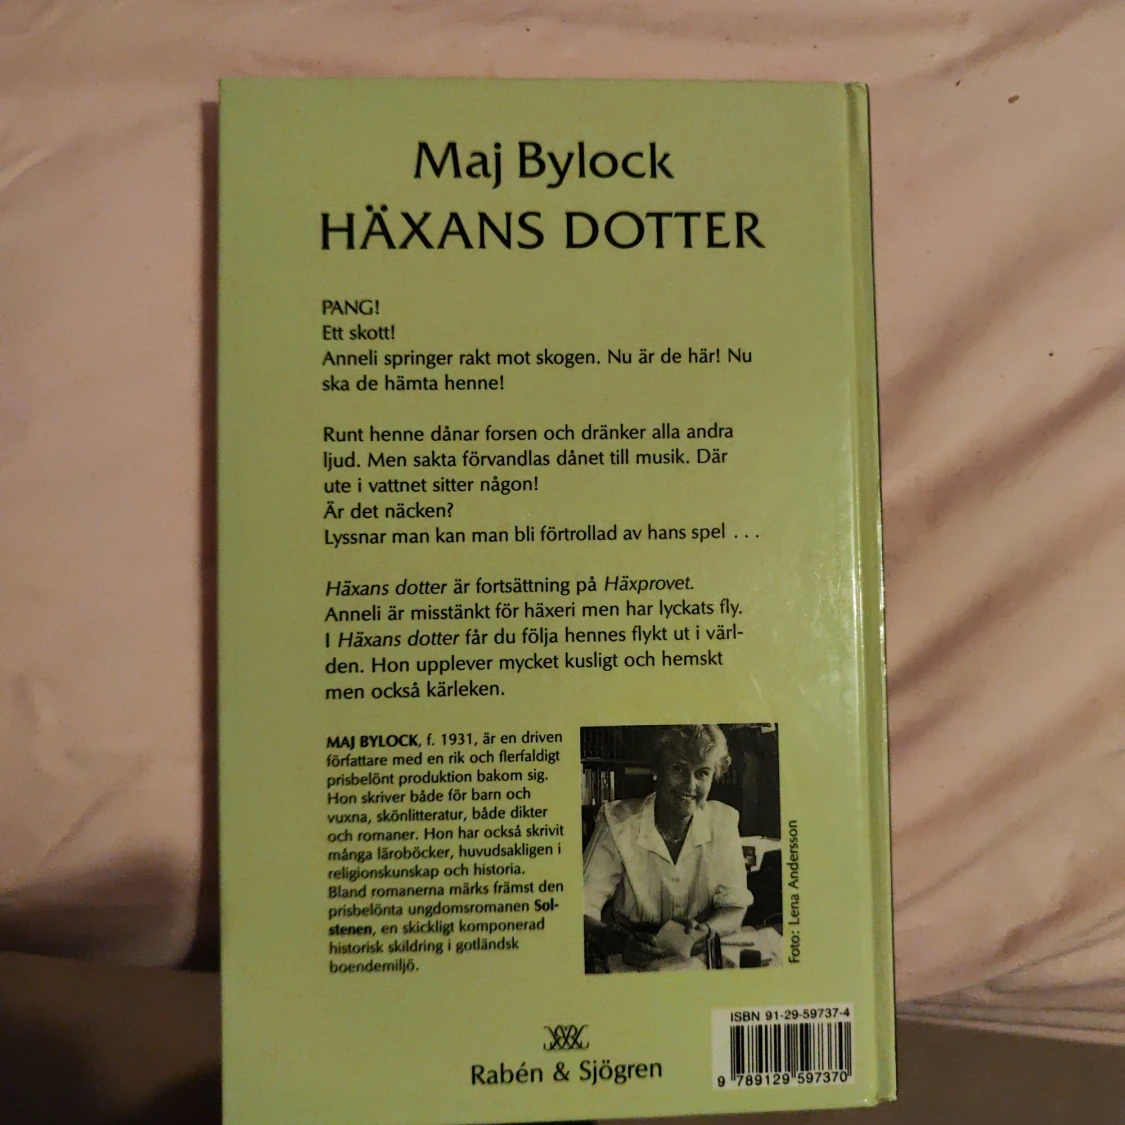 Maj Bylock
HÄXANS DOTTER
PANG!
Ett skott!
Anneli springer rakt mot skogen. Nu är de här! Nu
ska de hämta henne!
Runt henne dånar forsen och dränker alla andra
ljud. Men sakta förvandlas dånet till musik. Där
ute i vattnet sitter någon!
Är det näcken?
Lyssnar man kan man bli förtrollad av hans spel . . .
Häxans dotter är fortsättning på Häxprovet.
Anneli är misstänkt för häxeri men har lyckats fly.
I Häxans dotter får du följa hennes flykt ut i värl-
den. Hon upplever mycket kusligt och hemskt
men också kärleken.
MAJ BYLOCK, f. 1931, är en driven
författare med en rik och flerfaldigt
prisbelönt produktion bakom sig.
Hon skriver både för barn och
vuxna, skönlitteratur, både dikter
och romaner. Hon har också skrivit
många läroböcker, huvudsakligen i
religionskunskap och historia.
Bland romanerna märks främst den
prisbelönta ungdomsromanen Sol-
stenen, en skickligt komponerad
historisk skildring i gotländsk
boendemiljö.
Foto: Lena Andersson
Rabén & Sjögren
ISBN 91-29-59737-4
9 789129 597370